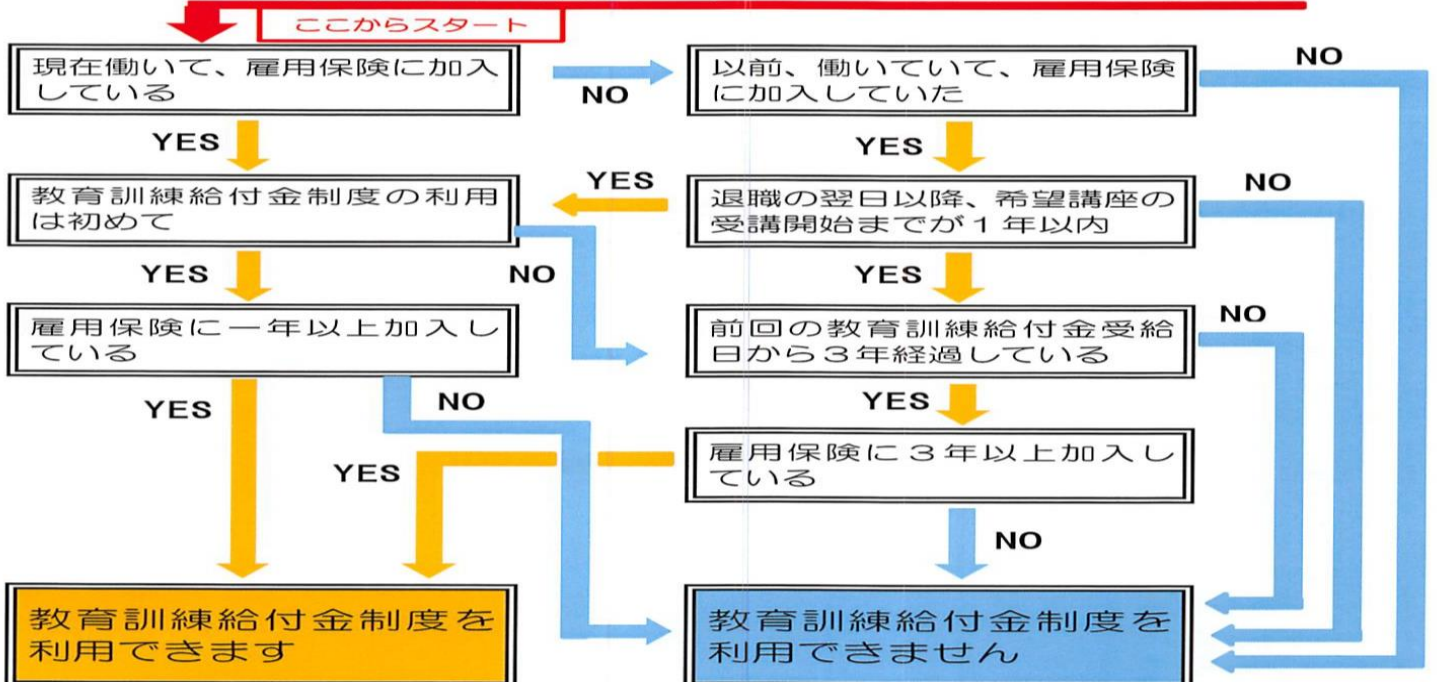 ここからスタート
現在働いて、雇用保険に加入
している
NO
以前、働いていて、雇用保険
に加入していた
NO
YES
YES
教育訓練給付金制度の利用
は初めて
YES
退職の翌日以降、希望講座の
受講開始までが1年以内
NO
YES
NO
YES
雇用保険に一年以上加入し
ている
前回の教育訓練給付金受給
日から3年経過している
NO
YES
NO
YES
雇用保険に3年以上加入し
ている
YES
NO
教育訓練給付金制度を
利用できます
教育訓練給付金制度を
利用できません